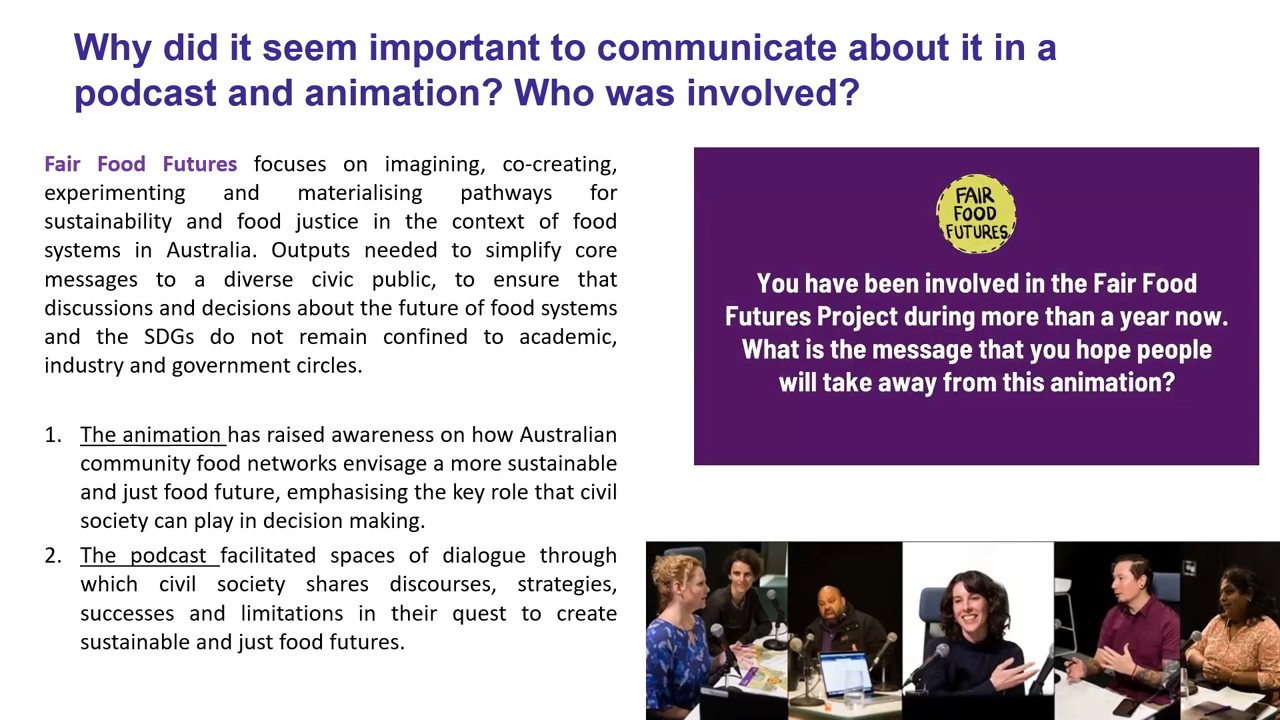 Why did it seem important to communicate about it in a
podcast and animation? Who was involved?
Fair Food Futures focuses on imagining, co-creating,
experimenting and materialising pathways for
sustainability and food justice in the context of food
systems in Australia. Outputs needed to simplify core
messages to a diverse civic public, to ensure that
discussions and decisions about the future of food systems
and the SDGs do not remain confined to academic,
industry and government circles.
1. The animation has raised awareness on how Australian
community food networks envisage a more sustainable
and just food future, emphasising the key role that civil
society can play in decision making.
2. The podcast facilitated spaces of dialogue through
which civil society shares discourses, strategies,
successes and limitations in their quest to create
sustainable and just food futures.
FAIR
FOOD
FUTURES
You have been involved in the Fair Food
Futures Project during more than a year now.
What is the message that you hope people
will take away from this animation?